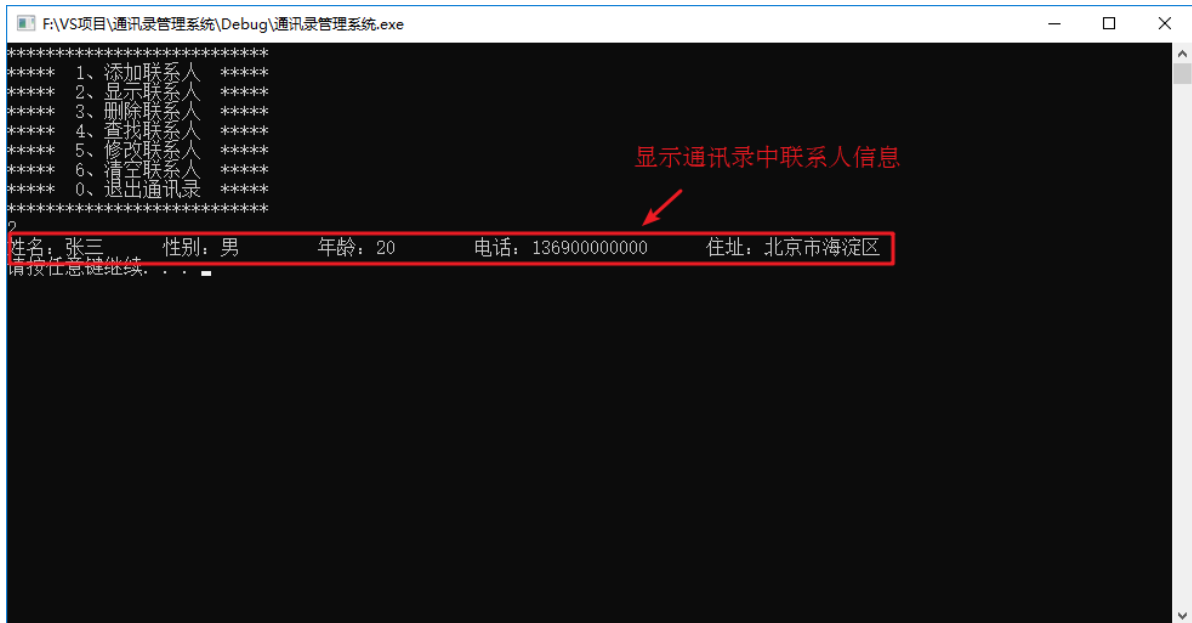 F:\VS项目\通讯录管理系统\Debug\通讯录管理系统.exe
***************************
*****  1、添加联系人  *****
*****  2、显示联系人  *****
*****  3、删除联系人  *****
*****  4、查找联系人  *****
*****  5、修改联系人  *****
*****  6、清空联系人  *****
*****  0、退出通讯录  *****
***************************
显示通讯录中联系人信息
2
姓名：张三 性别：男 年龄：20 电话：136900000000 住址：北京市海淀区
请按任意键继续. . .